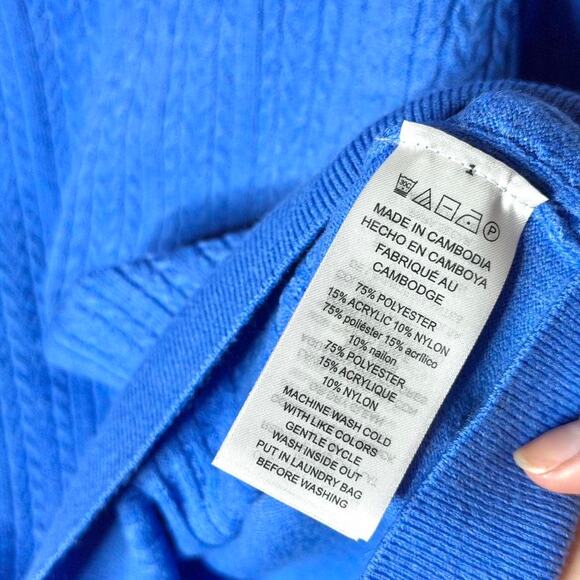 30C P
MADE IN CAMBODIA
HECHO EN CAMBOYA
FABRIQUÉ AU
CAMBODGE
75% POLYESTER
15% ACRYLIC 10% NYLON
75% poliéster 15% acrílico
10% nailon
75% POLYESTER
15% ACRYLIQUE
10% NYLON
MACHINE WASH COLD
WITH LIKE COLORS
GENTLE CYCLE
WASH INSIDE OUT
PUT IN LAUNDRY BAG
BEFORE WASHING